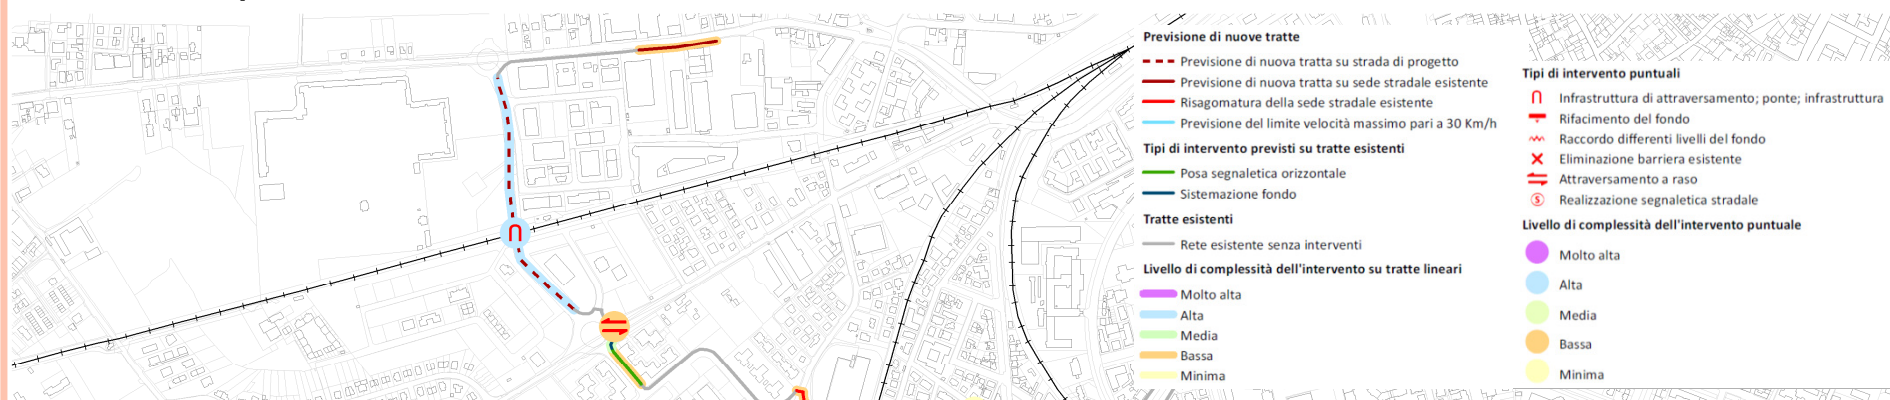 Previsione di nuove tratte
Previsione di nuova tratta su strada di progetto
Previsione di nuova tratta su sede stradale esistente
Risagomatura della sede stradale esistente
Previsione del limite velocità massimo pari a 30 Km/h
Tipi di intervento previsti su tratte esistenti
Posa segnaletica orizzontale
Sistemazione fondo
Tratte esistenti
Rete esistente senza interventi
Livello di complessità dell'intervento su tratte lineari
Molto alta
Alta
Media
Bassa
Minima
Tipi di intervento puntuali
Infrastruttura di attraversamento; ponte; infrastruttura
Rifacimento del fondo
Raccordo differenti livelli del fondo
Eliminazione barriera esistente
Attraversamento a raso
S Realizzazione segnaletica stradale
Livello di complessità dell'intervento puntuale
Molto alta
Alta
Media
Bassa
Minima